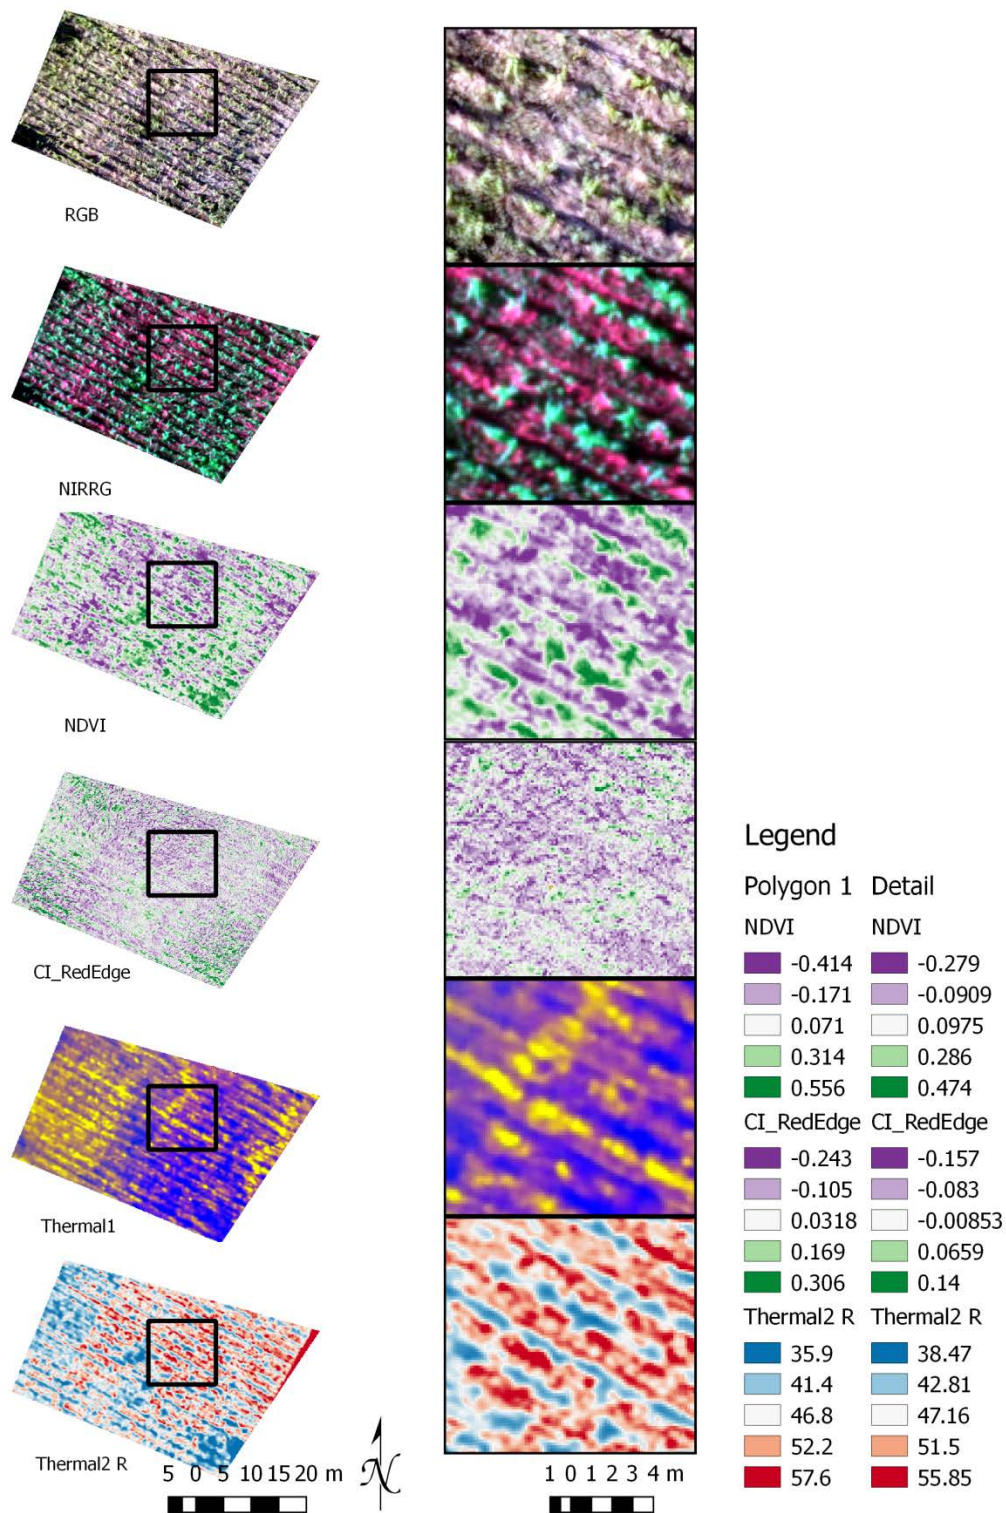 RGB
NIRRG
NDVI
CI_RedEdge
Thermal1
Thermal2 R
5 0 5 10 15 20 m
N
1 0 1 2 3 4 m
Legend
Polygon 1 Detail
NDVI NDVI
-0.414 -0.279
-0.171 -0.0909
0.071 0.0975
0.314 0.286
0.556 0.474
CI_RedEdge CI_RedEdge
-0.243 -0.157
-0.105 -0.083
0.0318 -0.00853
0.169 0.0659
0.306 0.14
Thermal2 R Thermal2 R
35.9 38.47
41.4 42.81
46.8 47.16
52.2 51.5
57.6 55.85